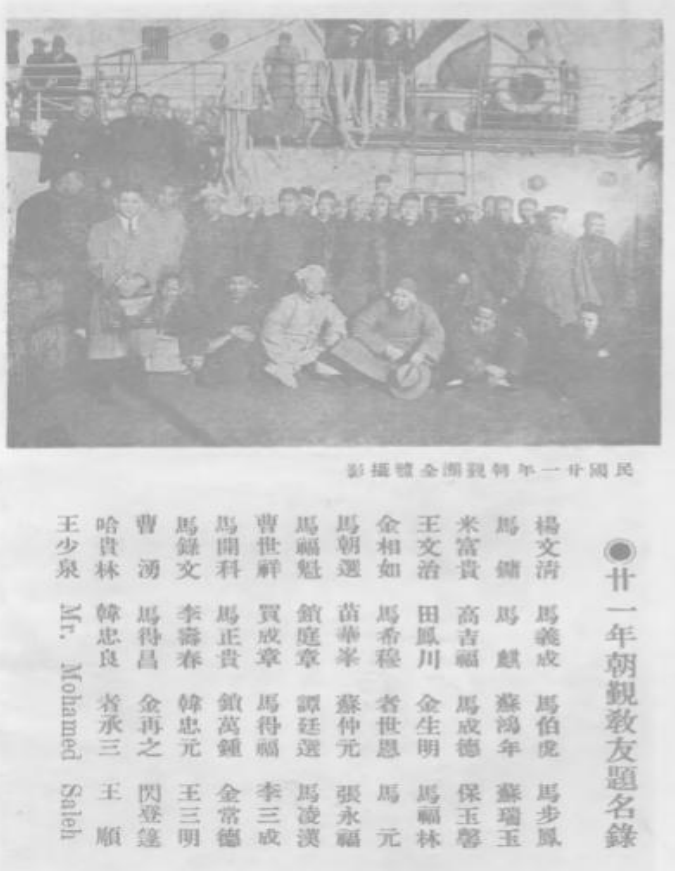 民國廿一年朝覲團全體攝影
◉廿一年朝覲敎友題名錄
楊文清 馬義成 馬伯虎 馬步鳳
馬 鏞 馬 麒 蘇鴻年 蘇瑞玉
米富貴 高吉福 馬成德 保玉馨
王文治 田鳳川 金生明 馬福林
金相如 馬希穆 者世恩 馬 元
馬朝選 苗華峯 蘇仲元 張永福
馬福魁 鎖庭章 譚廷選 馬凌漢
曹世祥 買成章 馬得福 李三成
馬開科 馬正貴 鎖萬鍾 金常德
馬錄文 李壽春 韓忠元 王三明
曹 湧 馬得昌 金再之 閃登蓬
哈貴林 韓忠良 者承三 王 順
王少泉 Mr. Mohamed Saleh